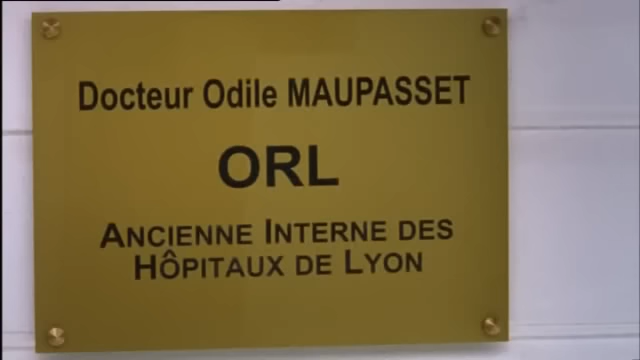 Docteur Odile MAUPASSET
ORL
ANCIENNE INTERNE DES
HÔPITAUX DE LYON